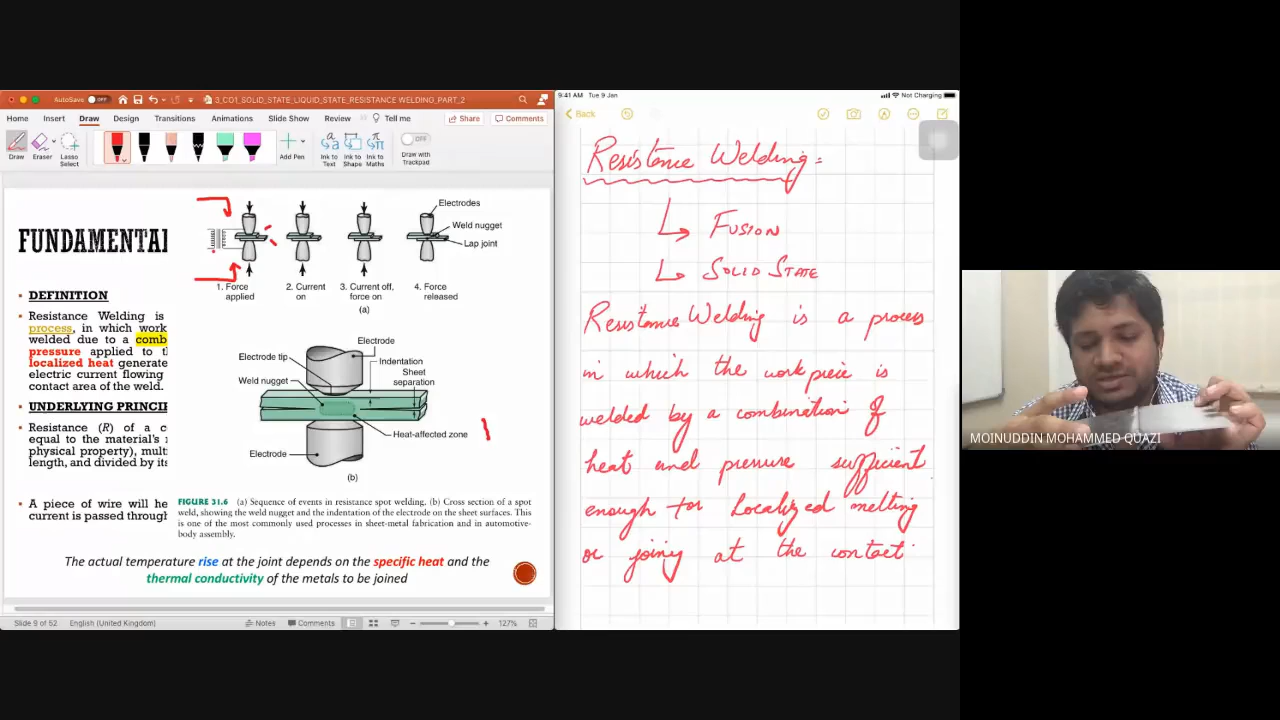 AutoSave OFF
3_CO1_SOLID_STATE_LIQUID_STATE_RESISTANCE WELDING_PART_2
Home Insert Draw Design Transitions Animations Slide Show Review Tell me Share Comments
Draw
Eraser
Lasso Select
Add Pen
Ink to Text
Ink to Shape
Ink to Maths
OFF
Draw with Trackpad
FUNDAMENTAL
DEFINITION
Resistance Welding is
process, in which work
welded due to a comb
pressure applied to t
localized heat generate
electric current flowing
contact area of the weld.
UNDERLYING PRINCI
Resistance (R) of a c
equal to the material's
physical property), mult
length, and divided by its
A piece of wire will he
current is passed through
Electrodes
Weld nugget
Lap joint
1. Force applied
2. Current on
3. Current off, force on
4. Force released
(a)
Electrode
Electrode tip
Indentation
Sheet separation
Weld nugget
Heat-affected zone
Electrode
(b)
FIGURE 31.6 (a) Sequence of events in resistance spot welding. (b) Cross section of a spot
weld, showing the weld nugget and the indentation of the electrode on the sheet surfaces. This
is one of the most commonly used processes in sheet-metal fabrication and in automotive-
body assembly.
The actual temperature rise at the joint depends on the specific heat and the
thermal conductivity of the metals to be joined
Slide 9 of 52 English (United Kingdom) Notes Comments 127%
9:41 AM Tue 9 Jan Not Charging
Back
Resistance Welding:
FUSION
SOLID STATE
Resistance Welding is a process
in which the work piece is
welded by a combination of
heat and pressure sufficient
enough for Localized melting
or joining at the contact
MOINUDDIN MOHAMMED QUAZI